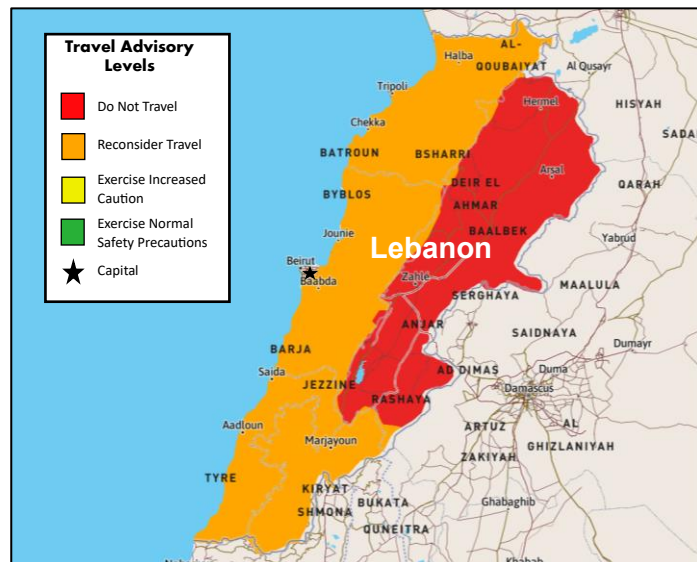 Travel Advisory
Levels
Do Not Travel
Reconsider Travel
Exercise Increased
Caution
Exercise Normal
Safety Precautions
Capital
AL-
QOUBAIYAT
Halba
Al Qusayr
Tripoli
Hermel
HISYAH
Chekka
SADA
BATROUN
BSHARRI
Arsal
DEIR EL
AHMAR
QARAH
BYBLOS
BAALBEK
Jounie
Lebanon
Yabrud
Beirut
Baabda
Zahlé
SERGHAYA
MAALULA
ANJAR
SAIDNAYA
BARJA
Dumayr
Saida
JEZZINE
AD DIMAS
Duma
RASHAYA
Damascus
Aadloun
ARTUZ
AL
GHIZLANIYAH
Marjayoun
ZAKIYAH
TYRE
KIRYAT
SHMONA
BUKATA
Ghabaghib
QUNEITRA